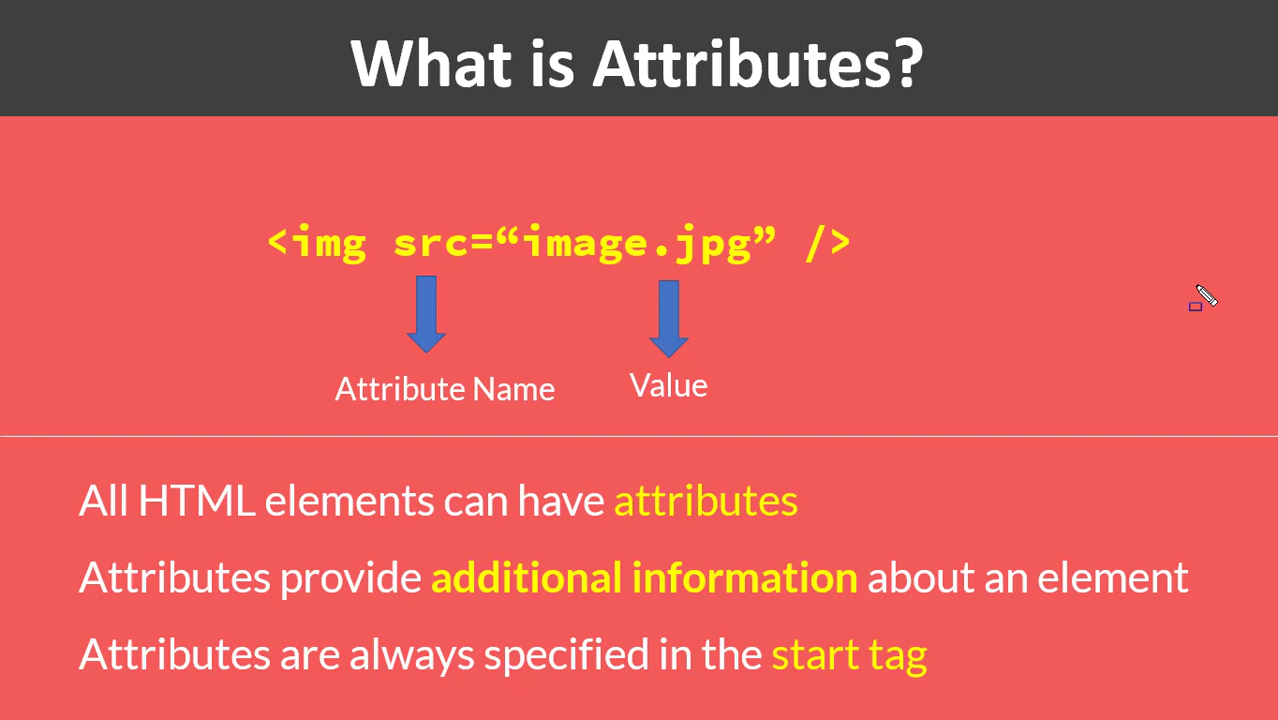 What is Attributes?
<img src=“image.jpg” />
Attribute Name
Value
All HTML elements can have attributes
Attributes provide additional information about an element
Attributes are always specified in the start tag